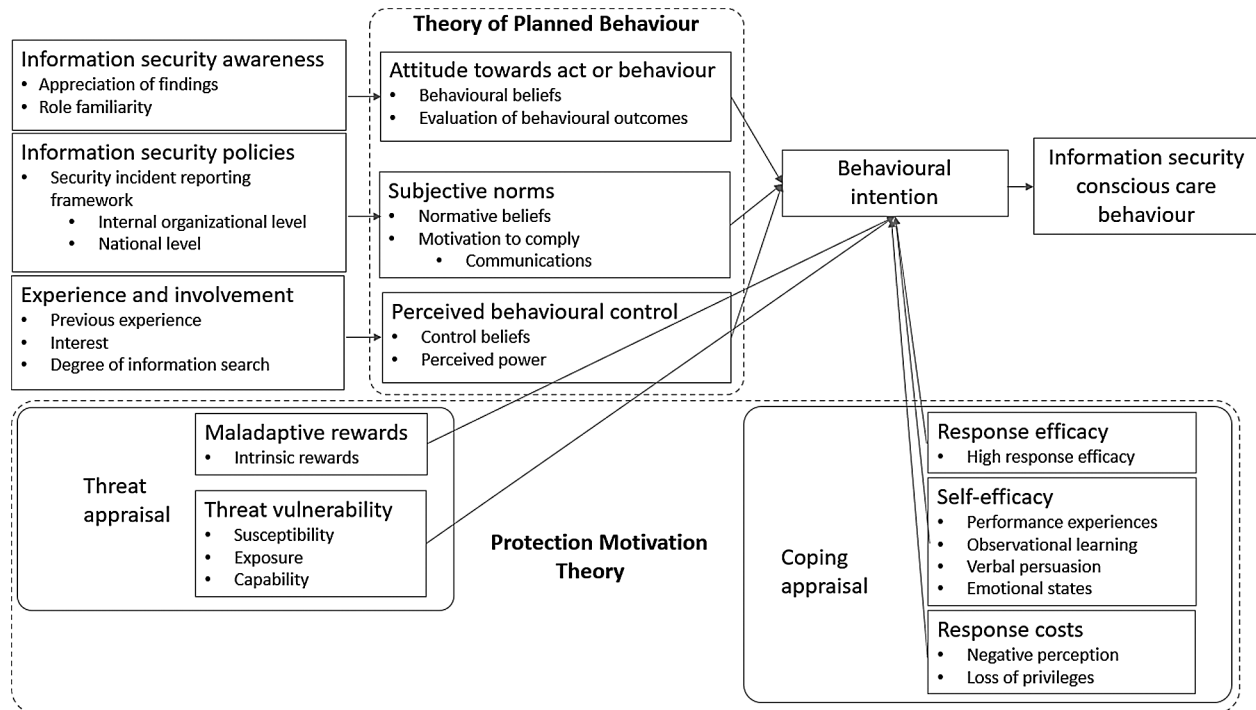 Theory of Planned Behaviour
Information security awareness
• Appreciation of findings
• Role familiarity
Information security policies
• Security incident reporting
framework
• Internal organizational level
• National level
Experience and involvement
• Previous experience
• Interest
• Degree of information search
Attitude towards act or behaviour
• Behavioural beliefs
• Evaluation of behavioural outcomes
Subjective norms
• Normative beliefs
• Motivation to comply
• Communications
Perceived behavioural control
• Control beliefs
• Perceived power
Behavioural
intention
Information security
conscious care
behaviour
Threat
appraisal
Maladaptive rewards
• Intrinsic rewards
Threat vulnerability
• Susceptibility
• Exposure
• Capability
Protection Motivation
Theory
Coping
appraisal
Response efficacy
• High response efficacy
Self-efficacy
• Performance experiences
• Observational learning
• Verbal persuasion
• Emotional states
Response costs
• Negative perception
• Loss of privileges